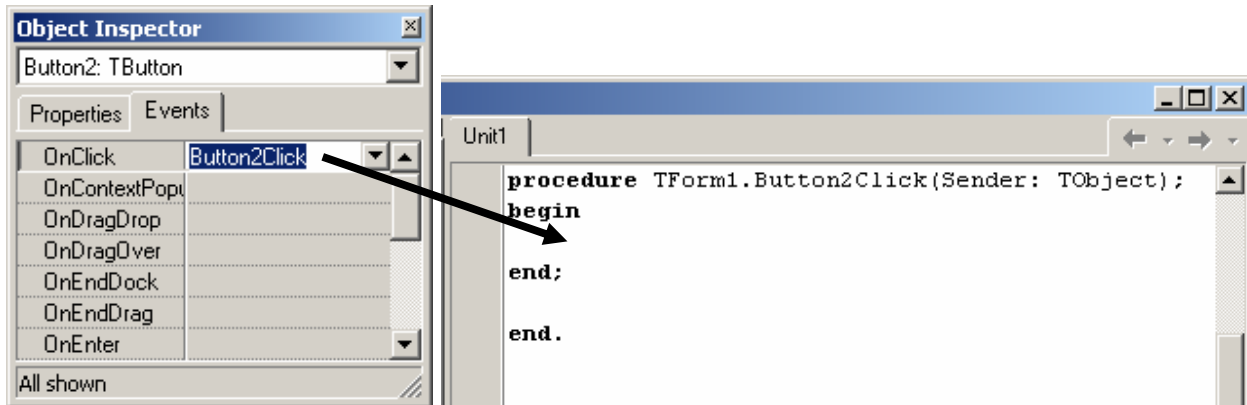 Object Inspector
Button2: TButton
Properties Events
OnClick Button2Click
OnContextPopu
OnDragDrop
OnDragOver
OnEndDock
OnEndDrag
OnEnter
All shown
Unit1
procedure TForm1.Button2Click(Sender: TObject);
begin
end;
end.